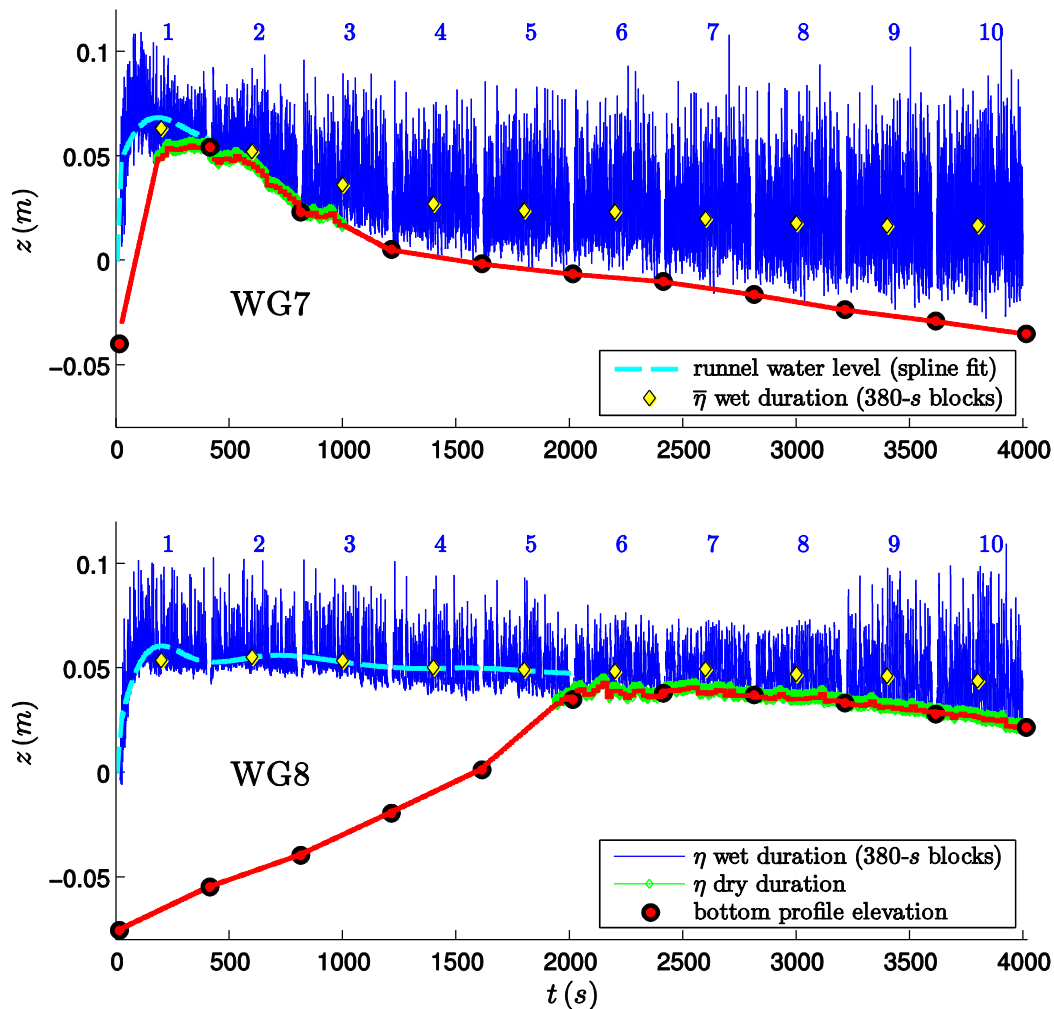 1 2 3 4 5 6 7 8 9 10
0.1
0.05
0
−0.05
z (m)
WG7
runnel water level (spline fit)
η̅ wet duration (380-s blocks)
0 500 1000 1500 2000 2500 3000 3500 4000
1 2 3 4 5 6 7 8 9 10
0.1
0.05
0
−0.05
z (m)
WG8
η wet duration (380-s blocks)
η dry duration
bottom profile elevation
0 500 1000 1500 2000 2500 3000 3500 4000
t (s)